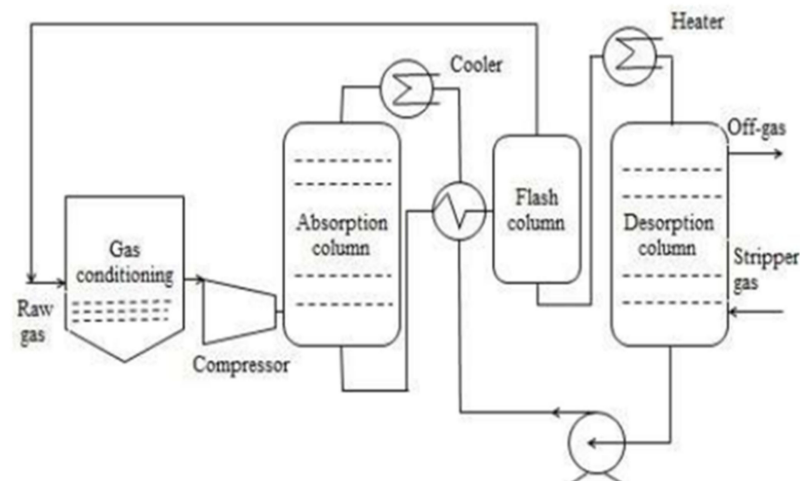 Heater
Cooler
Off-gas
Absorption
column
Flash
column
Desorption
column
Gas
conditioning
Stripper
gas
Raw
gas
Compressor